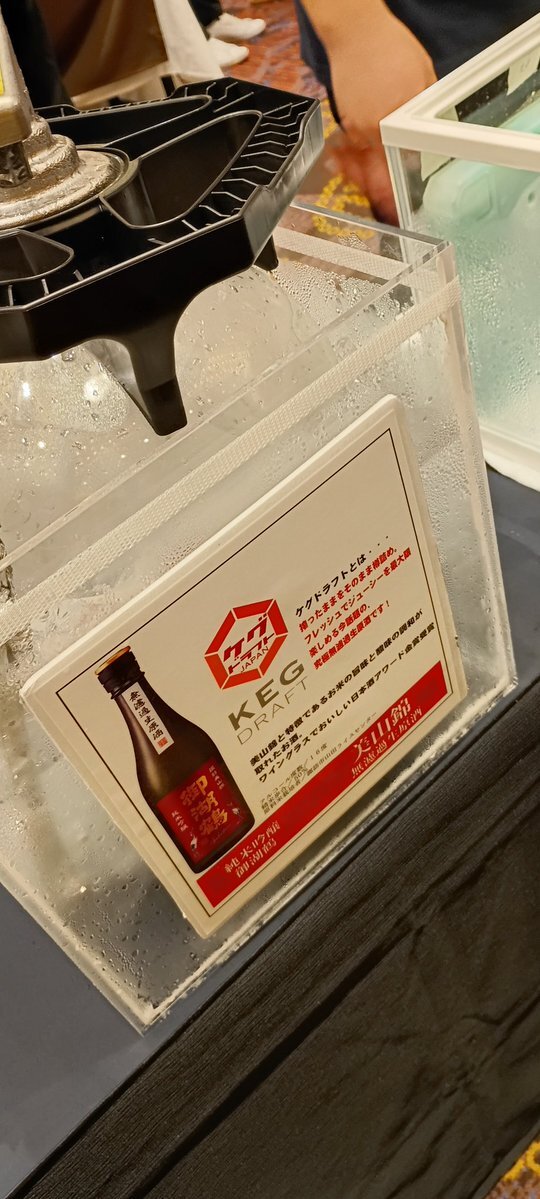 ケグドラフトとは・・・
搾ったままをそのまま樽詰め。
フレッシュでジューシーを最大限
楽しめる今話題の、
究極無濾過生原酒です！
ケグ
ドラフト
JAPAN
KEG
DRAFT
美山錦と特徴であるお米の旨味と酸味の調和が
取れたお酒。
ワイングラスでおいしい日本酒アワード金賞受賞
無濾過生原酒
御湖鶴
純米吟醸
御湖鶴
美山錦
無濾過生原酒